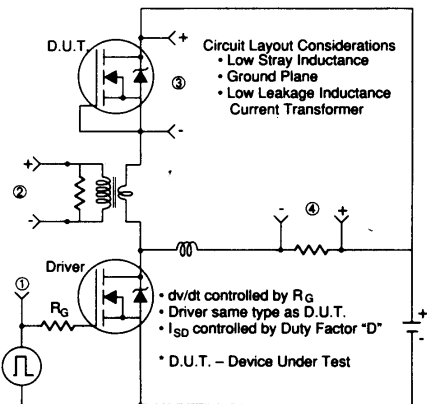 D.U.T.
+
③
-
Circuit Layout Considerations
• Low Stray Inductance
• Ground Plane
• Low Leakage Inductance
Current Transformer
+
②
-
-
④
+
Driver
①
RG
• dv/dt controlled by RG
• Driver same type as D.U.T.
• ISD controlled by Duty Factor "D"
* D.U.T. – Device Under Test
+
-